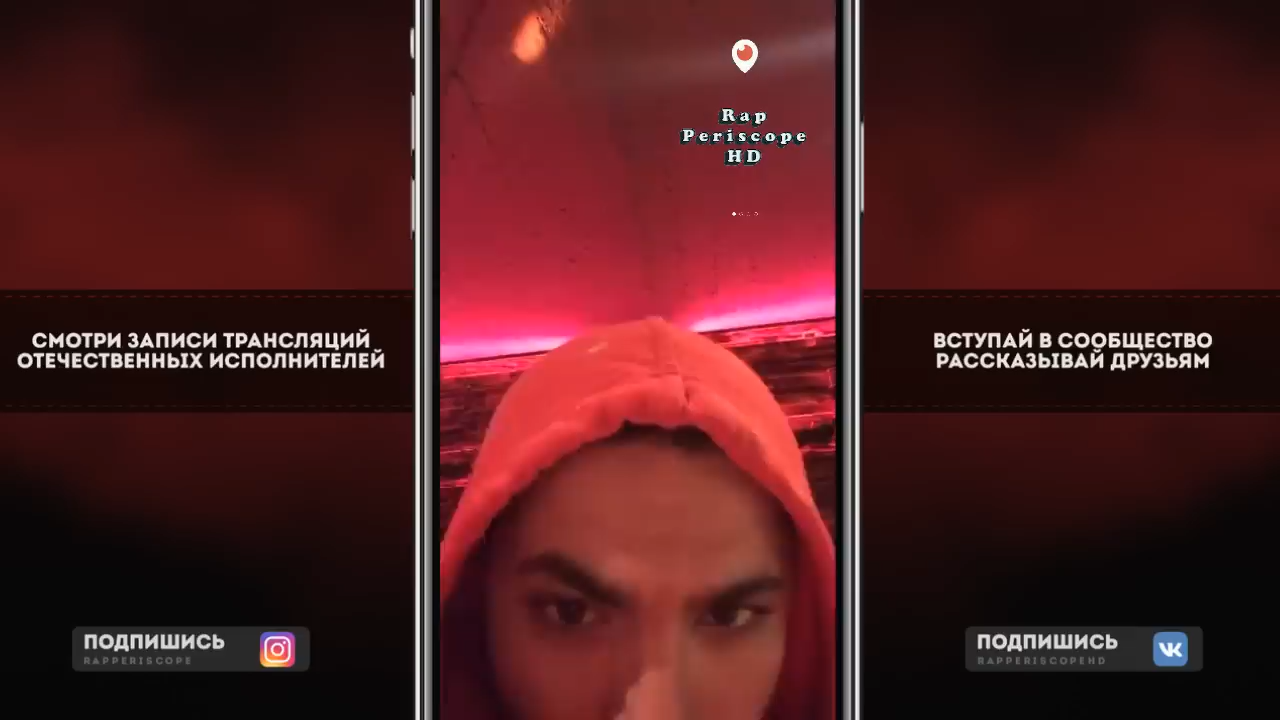 Rap
Periscope
HD
СМОТРИ ЗАПИСИ ТРАНСЛЯЦИЙ
ОТЕЧЕСТВЕННЫХ ИСПОЛНИТЕЛЕЙ
ВСТУПАЙ В СООБЩЕСТВО
РАССКАЗЫВАЙ ДРУЗЬЯМ
ПОДПИШИСЬ
RAPPERISCOPE
ПОДПИШИСЬ
RAPPERISCOPEHD